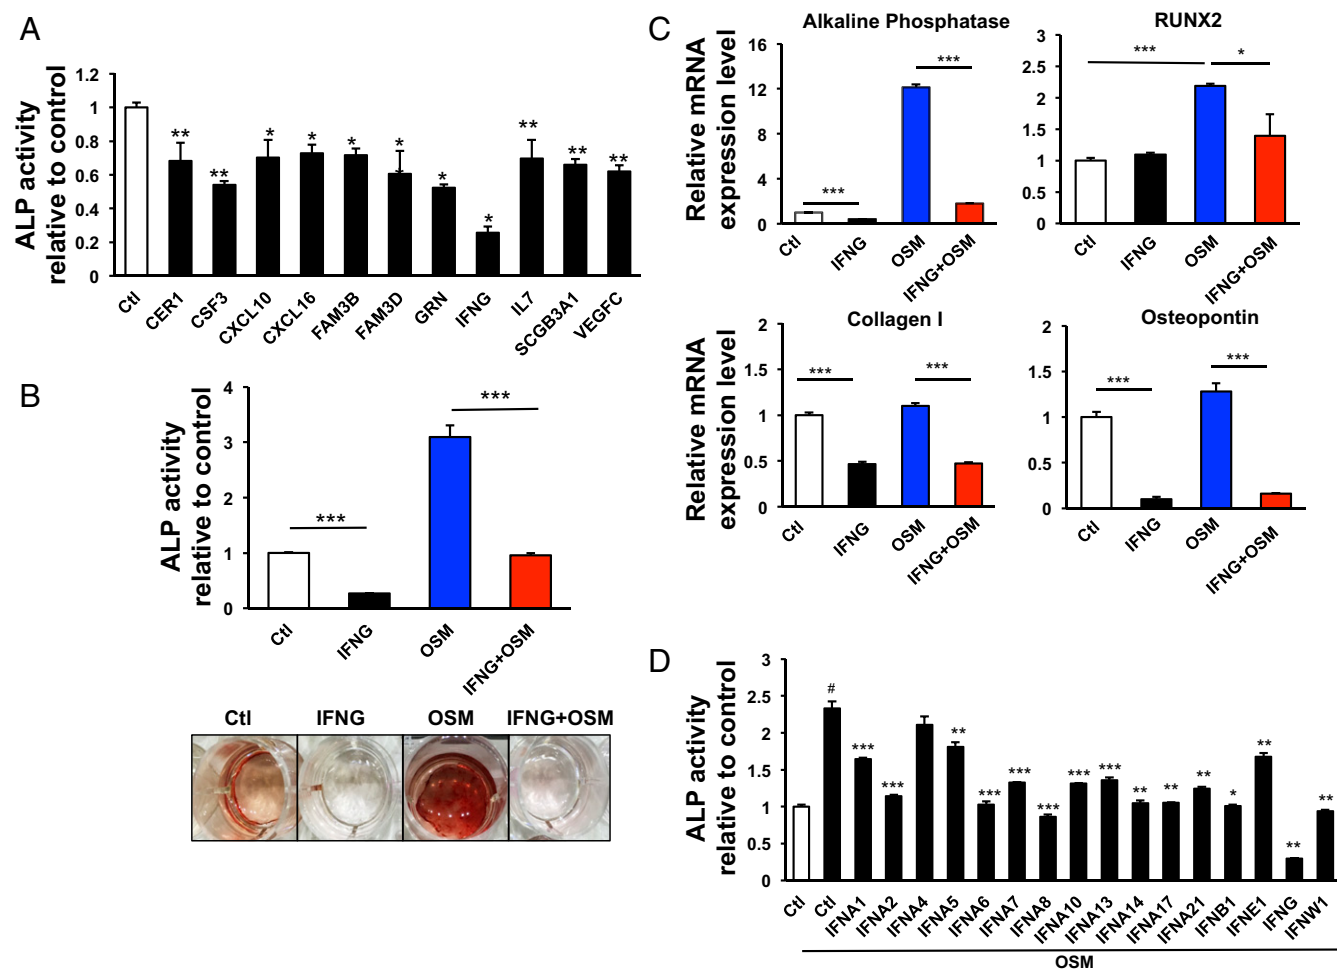 A
ALP activity
relative to control
1.2
1
0.8
0.6
0.4
0.2
0
**
**
*
*
*
*
*
*
**
**
**
Ctl
CER1
CSF3
CXCL10
CXCL16
FAM3B
FAM3D
GRN
IFNG
IL7
SCGB3A1
VEGFC
B
ALP activity
relative to control
4
3
2
1
0
***
***
Ctl
IFNG
OSM
IFNG+OSM
Ctl IFNG OSM IFNG+OSM
C
Alkaline Phosphatase
Relative mRNA
expression level
16
12
8
4
0
***
***
Ctl
IFNG
OSM
IFNG+OSM
RUNX2
3
2.5
2
1.5
1
0.5
0
***
*
Ctl
IFNG
OSM
IFNG+OSM
Collagen I
Relative mRNA
expression level
2
1.5
1
0.5
0
***
***
Ctl
IFNG
OSM
IFNG+OSM
Osteopontin
2
1.5
1
0.5
0
***
***
Ctl
IFNG
OSM
IFNG+OSM
D
ALP activity
relative to control
3
2.5
2
1.5
1
0.5
0
#
***
***
**
***
***
***
***
***
**
**
**
*
**
**
**
Ctl
Ctl
IFNA1
IFNA2
IFNA4
IFNA5
IFNA6
IFNA7
IFNA8
IFNA10
IFNA13
IFNA14
IFNA17
IFNA21
IFNB1
IFNE1
IFNG
IFNW1
OSM